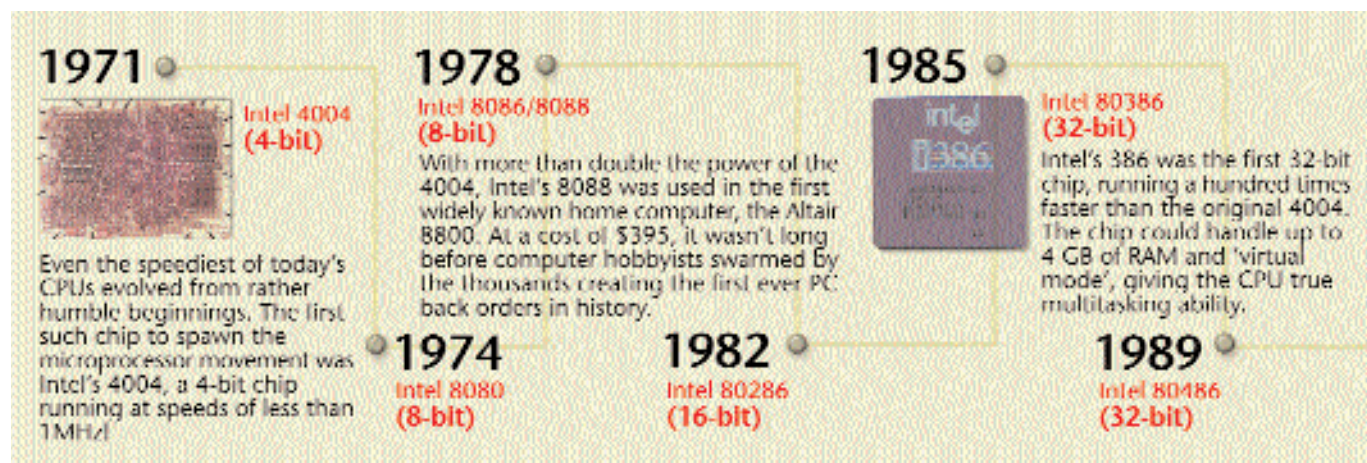 1971
Intel 4004
(4-bit)
Even the speediest of today's
CPUs evolved from rather
humble beginnings. The first
such chip to spawn the
microprocessor movement was
Intel's 4004, a 4-bit chip
running at speeds of less than
1MHz!
1974
Intel 8080
(8-bit)
1978
Intel 8086/8088
(8-bit)
With more than double the power of the
4004, Intel's 8088 was used in the first
widely known home computer, the Altair
8800. At a cost of $395, it wasn't long
before computer hobbyists swarmed by
the thousands creating the first ever PC
back orders in history.
1982
Intel 80286
(16-bit)
1985
intel
i386
Intel 80386
(32-bit)
Intel's 386 was the first 32-bit
chip, running a hundred times
faster than the original 4004.
The chip could handle up to
4 GB of RAM and 'virtual
mode', giving the CPU true
multitasking ability.
1989
Intel 80486
(32-bit)